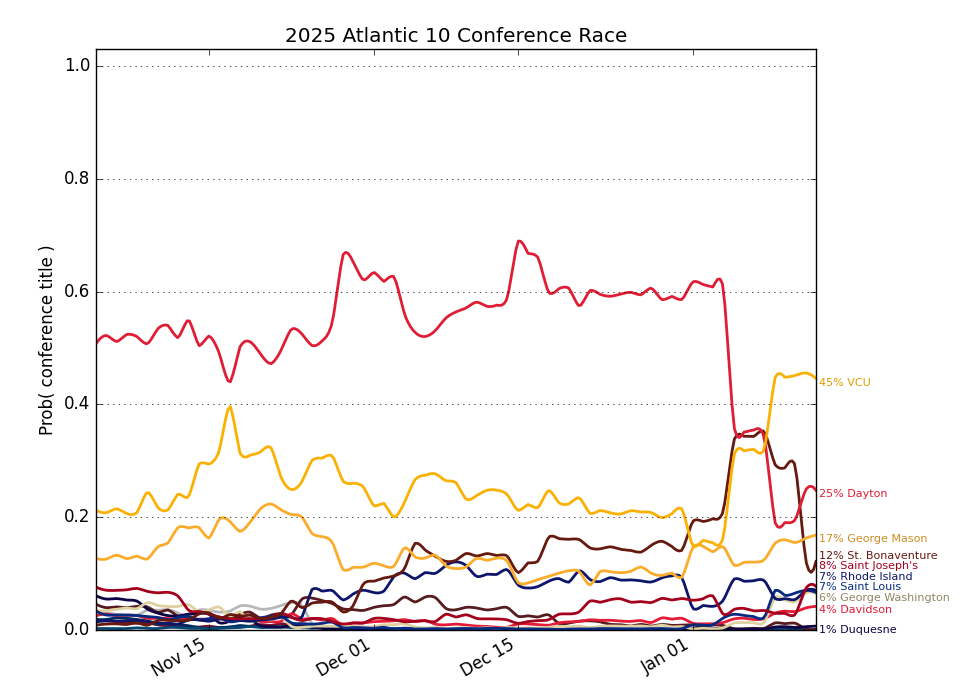 2025 Atlantic 10 Conference Race
Prob( conference title )
1.0
0.8
0.6
0.4
0.2
0.0
Nov 15
Dec 01
Dec 15
Jan 01
45% VCU
25% Dayton
17% George Mason
12% St. Bonaventure
8% Saint Joseph's
7% Rhode Island
7% Saint Louis
6% George Washington
4% Davidson
1% Duquesne